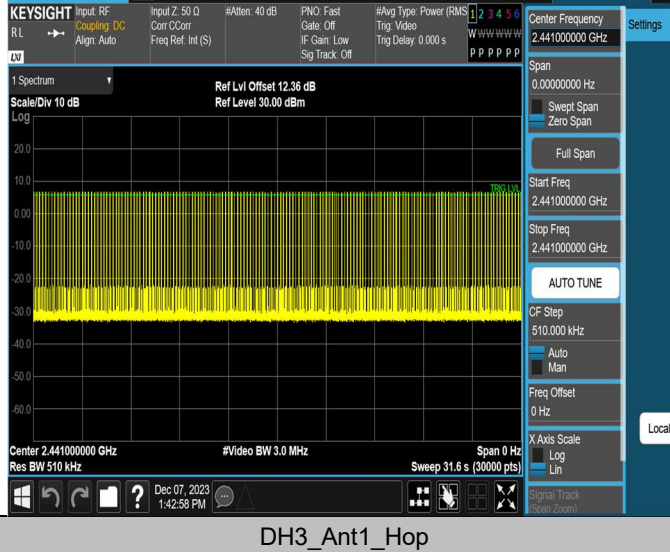 KEYSIGHT Input: RF Input Z: 50 Ω #Atten: 40 dB PNO: Fast #Avg Type: Power (RMS 1 2 3 4 5 6
RL Coupling: DC Corr CCorr Gate: Off Trig: Video W W W W W W
Align: Auto Freq Ref: Int (S) IF Gain: Low Trig Delay: 0.000 s
LXI Sig Track: Off P P P P P P
1 Spectrum
Ref Lvl Offset 12.36 dB
Scale/Div 10 dB Ref Level 30.00 dBm
Log
20.0
10.0
TRIG LVL
0.00
-10.0
-20.0
-30.0
-40.0
-50.0
-60.0
Center 2.441000000 GHz #Video BW 3.0 MHz Span 0 Hz
Res BW 510 kHz Sweep 31.6 s (30000 pts)
Dec 07, 2023
1:42:58 PM
Center Frequency
2.441000000 GHz
Settings
Span
0.00000000 Hz
Swept Span
Zero Span
Full Span
Start Freq
2.441000000 GHz
Stop Freq
2.441000000 GHz
AUTO TUNE
CF Step
510.000 kHz
Auto
Man
Freq Offset
0 Hz
Local
X Axis Scale
Log
Lin
Signal Track
(Span Zoom)
DH3_Ant1_Hop